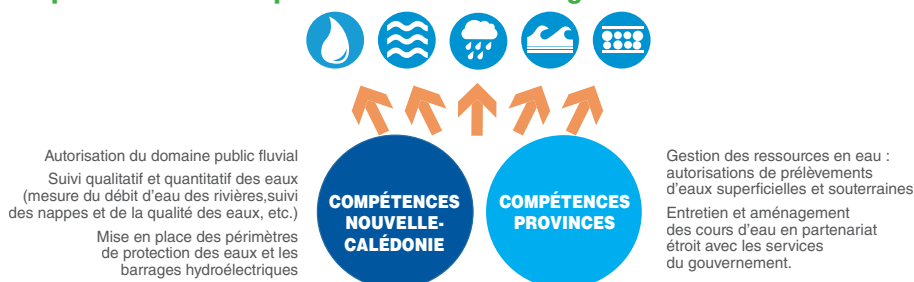 Autorisation du domaine public fluvial
Suivi qualitatif et quantitatif des eaux
(mesure du débit d'eau des rivières,suivi
des nappes et de la qualité des eaux, etc.)
Mise en place des périmètres
de protection des eaux et les
barrages hydroélectriques
COMPÉTENCES
NOUVELLE-
CALÉDONIE
COMPÉTENCES
PROVINCES
Gestion des ressources en eau :
autorisations de prélèvements
d'eaux superficielles et souterraines
Entretien et aménagement
des cours d'eau en partenariat
étroit avec les services
du gouvernement.